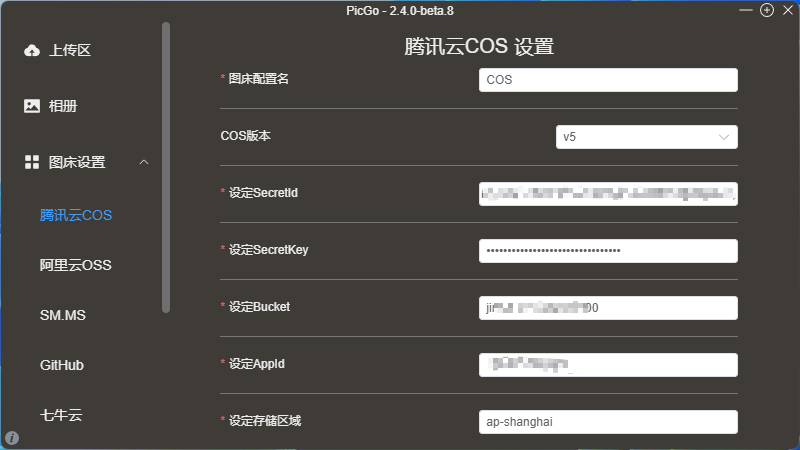 PicGo - 2.4.0-beta.8
上传区
相册
图床设置
腾讯云COS
阿里云OSS
SM.MS
GitHub
七牛云
腾讯云COS 设置
* 图床配置名
COS
COS版本
v5
* 设定SecretId
* 设定SecretKey
* 设定Bucket
* 设定AppId
* 设定存储区域
ap-shanghai